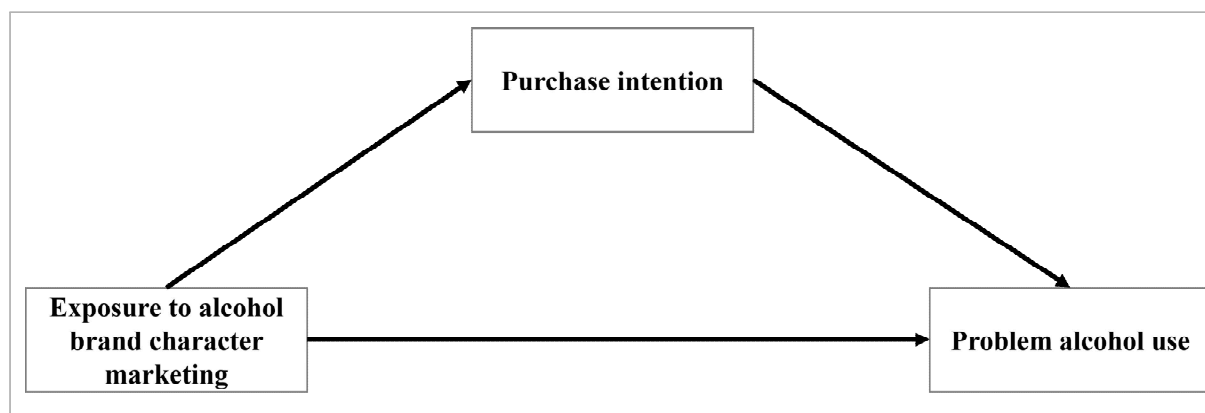 Purchase intention
Exposure to alcohol
brand character
marketing
Problem alcohol use